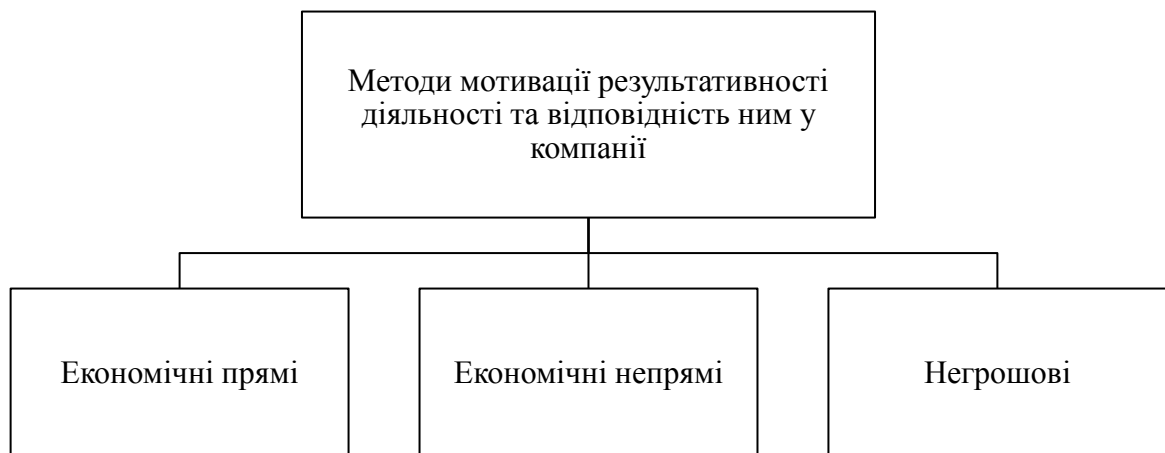 Методи мотивації результативності
діяльності та відповідність ним у
компанії
Економічні прямі
Економічні непрямі
Негрошові